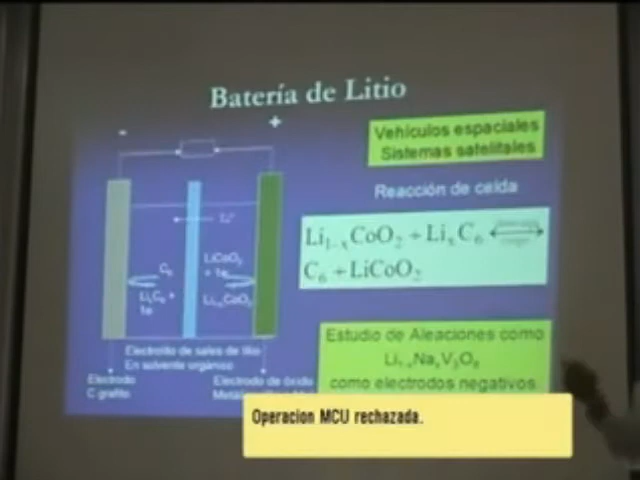 Batería de Litio
-
+
Vehículos espaciales
Sistemas satelitales
Reacción de celda
Li₁₋ₓCoO₂ + LiₓC₆
C₆ + LiCoO₂
Li⁺
C₆
LiₓC₆ +
1e
LiCoO₂
+ 1e
Li₁₋ₓCoO₂
Electrolito de sales de litio
En solvente orgánico
Electrodo
C grafito
Electrodo de óxido
Estudio de Aleaciones como
como electrodos negativos
Operacion MCU rechazada.